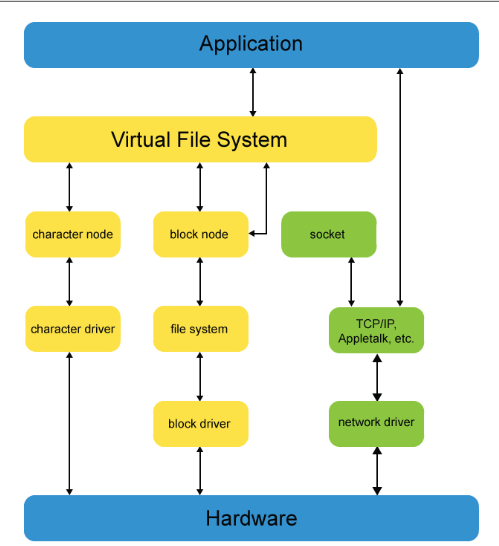 Application
Virtual File System
character node
block node
socket
character driver
file system
TCP/IP,
Appletalk, etc.
block driver
network driver
Hardware